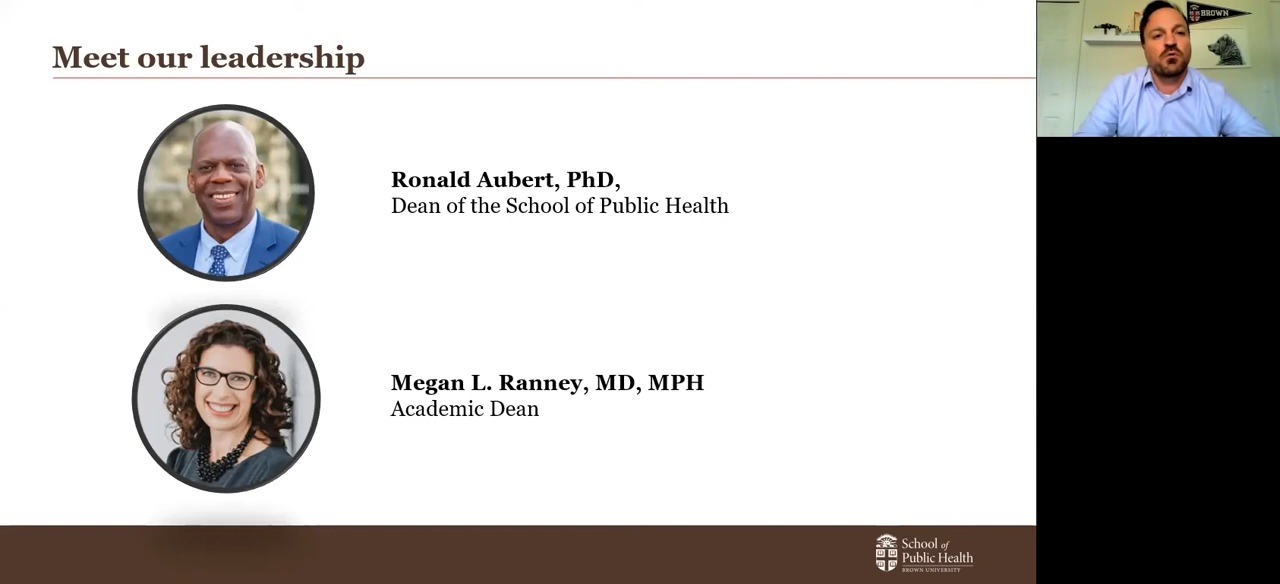 Meet our leadership
BROWN
Ronald Aubert, PhD,
Dean of the School of Public Health
Megan L. Ranney, MD, MPH
Academic Dean
School of
Public Health
BROWN UNIVERSITY